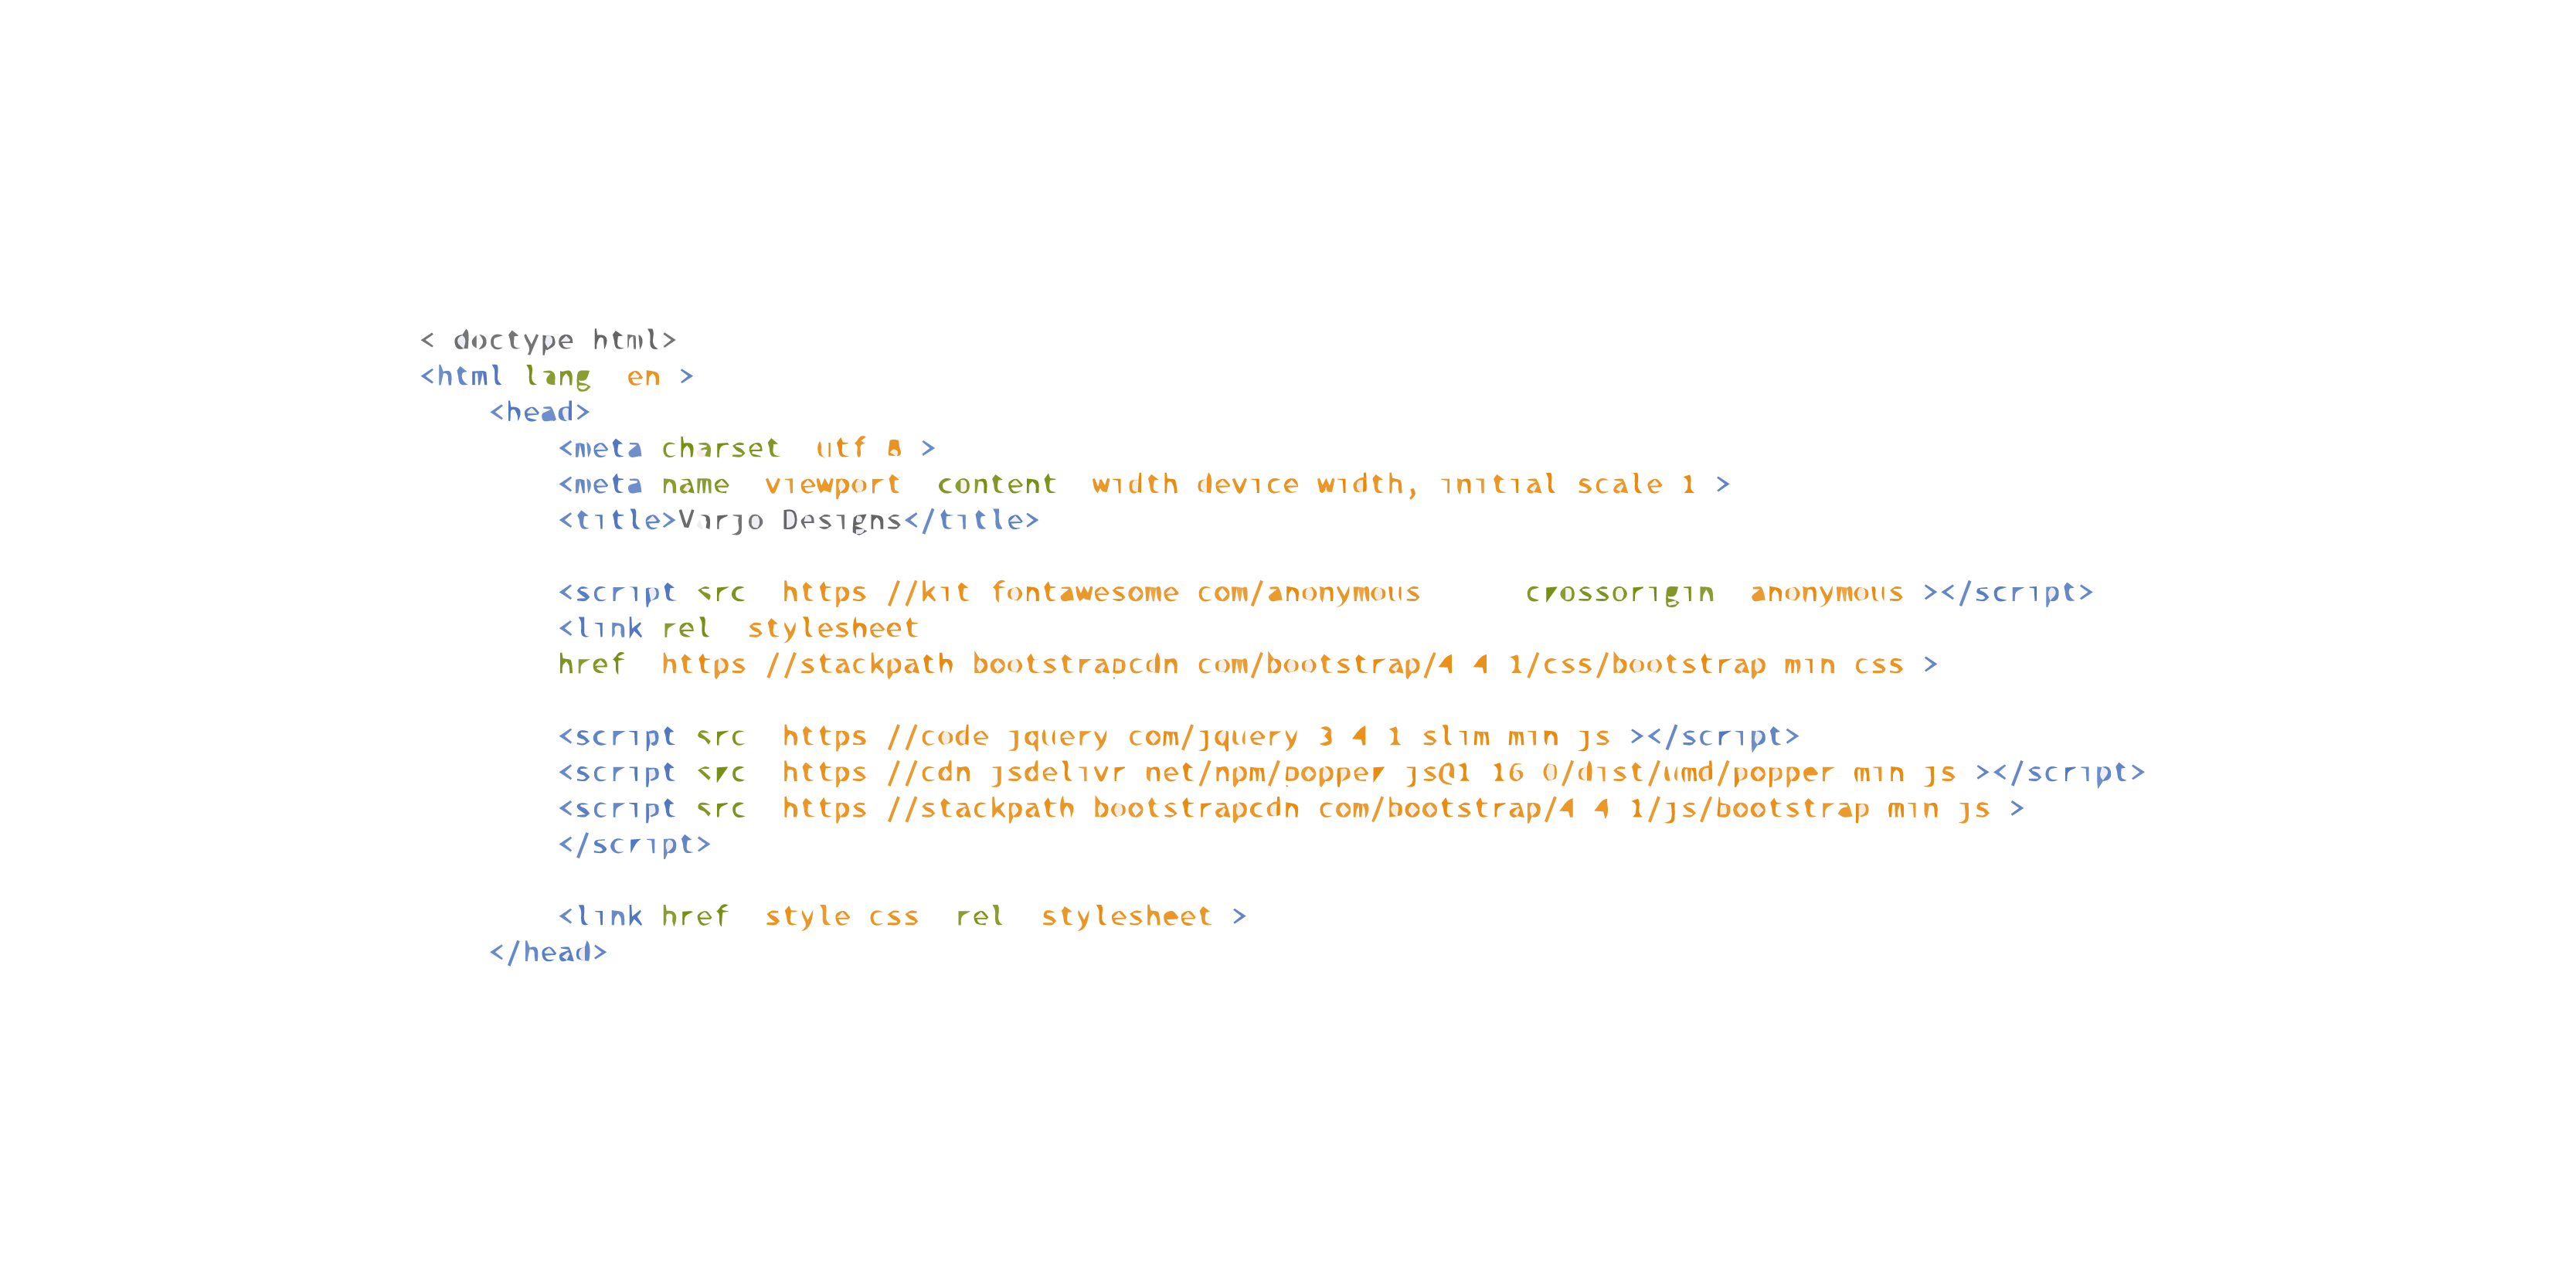 < doctype html>
<html lang  en >
    <head>
        <meta charset  utf 8 >
        <meta name  viewport  content  width device width, initial scale 1 >
        <title>Varjo Designs</title>
        <script src  https //kit fontawesome com/anonymous      crossorigin  anonymous ></script>
        <link rel  stylesheet
        href  https //stackpath bootstrapcdn com/bootstrap/4 4 1/css/bootstrap min css >
        <script src  https //code jquery com/jquery 3 4 1 slim min js ></script>
        <script src  https //cdn jsdelivr net/npm/popper js@1 16 0/dist/umd/popper min js ></script>
        <script src  https //stackpath bootstrapcdn com/bootstrap/4 4 1/js/bootstrap min js >
        </script>
        <link href  style css  rel  stylesheet >
    </head>